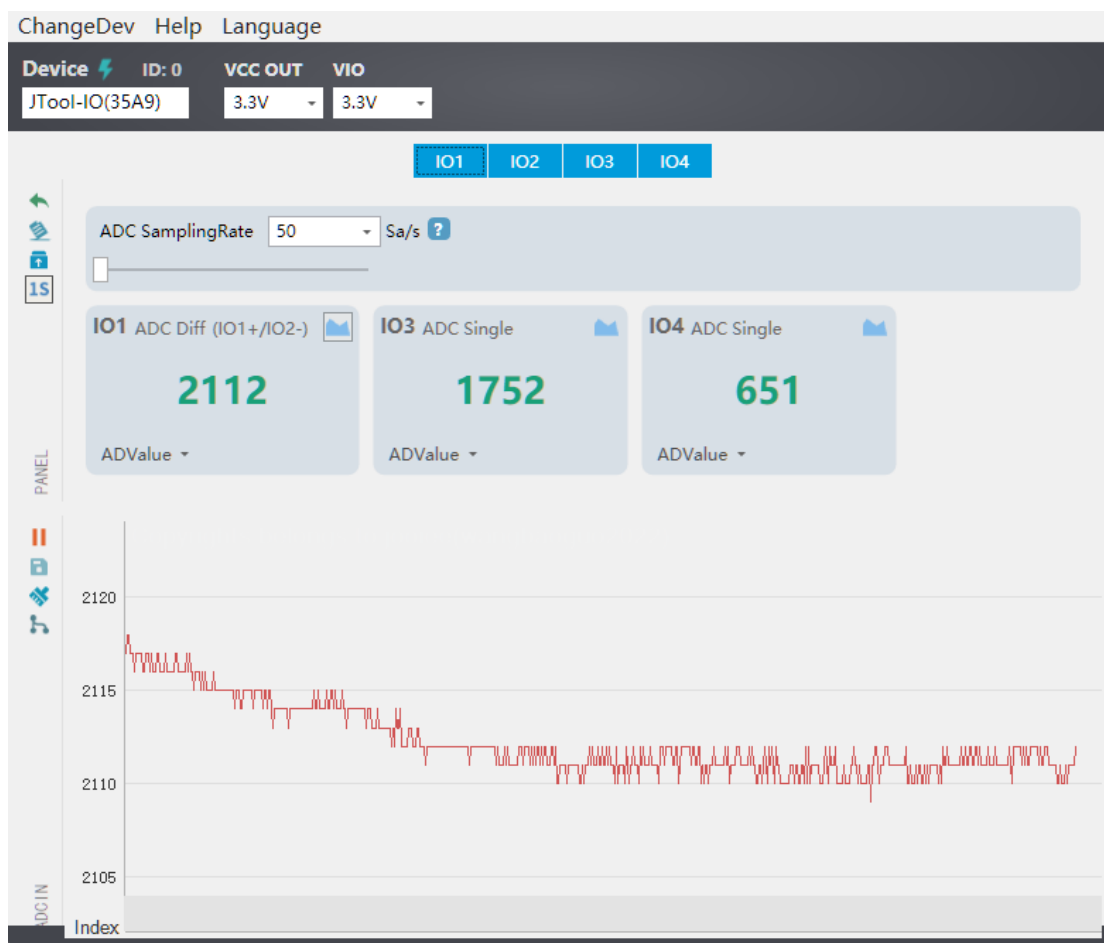 ChangeDev Help Language
Device ID: 0 VCC OUT VIO
JTool-IO(35A9) 3.3V 3.3V
IO1 IO2 IO3 IO4
ADC SamplingRate 50 Sa/s ?
1S
IO1 ADC Diff (IO1+/IO2-) IO3 ADC Single IO4 ADC Single
2112 1752 651
ADValue ADValue ADValue
PANEL
2120
2115
2110
2105
ADC IN
Index